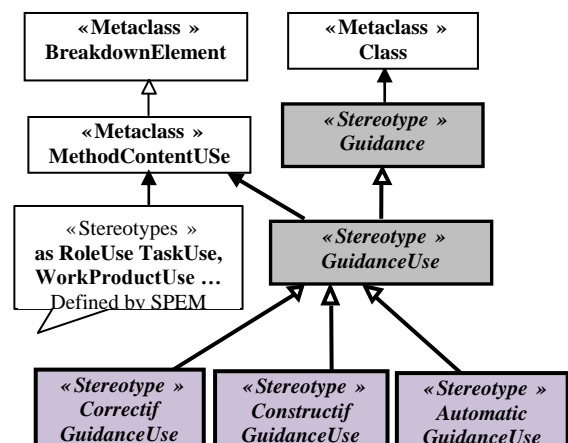 «Metaclass »
BreakdownElement
«Metaclass »
Class
«Stereotype »
Guidance
«Metaclass »
MethodContentUSe
«Stereotypes »
as RoleUse TaskUse,
WorkProductUse ...
Defined by SPEM
«Stereotype »
GuidanceUse
«Stereotype »
Correctif
GuidanceUse
«Stereotype »
Constructif
GuidanceUse
«Stereotype »
Automatic
GuidanceUse